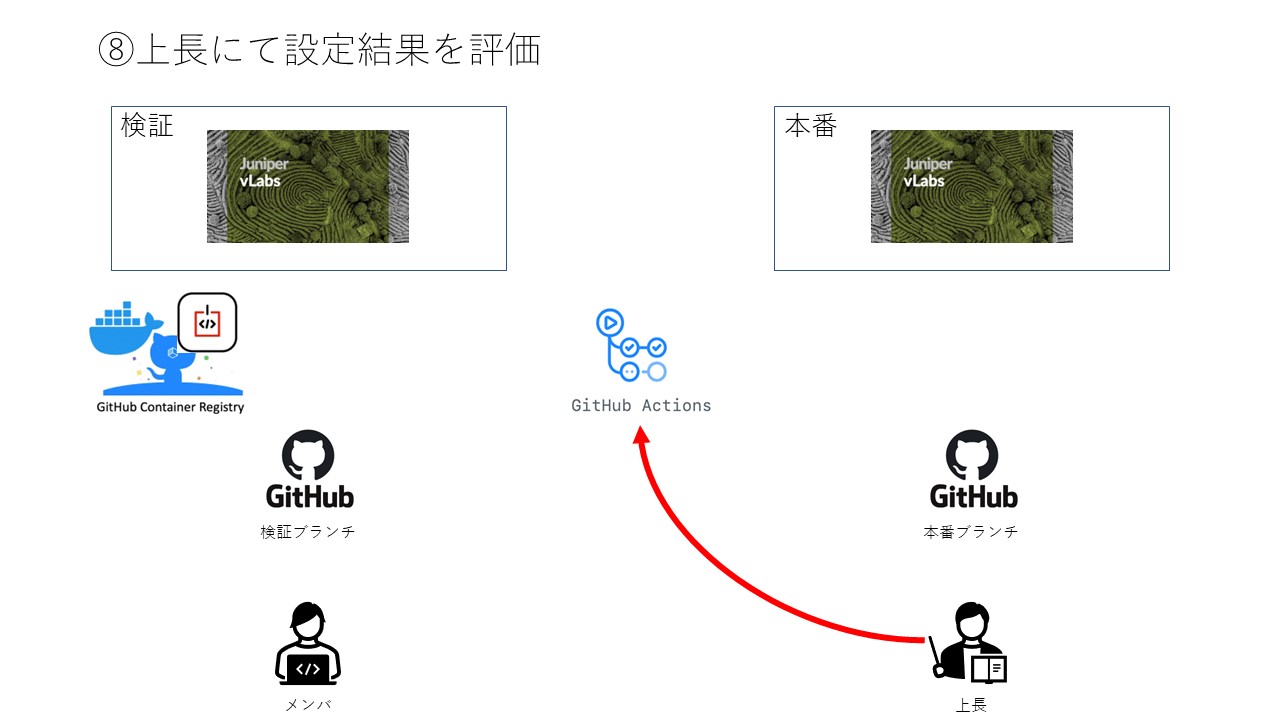 ⑧上長にて設定結果を評価
検証
Juniper
vLabs
本番
Juniper
vLabs
GitHub Container Registry
GitHub Actions
GitHub
検証ブランチ
GitHub
本番ブランチ
メンバ
上長